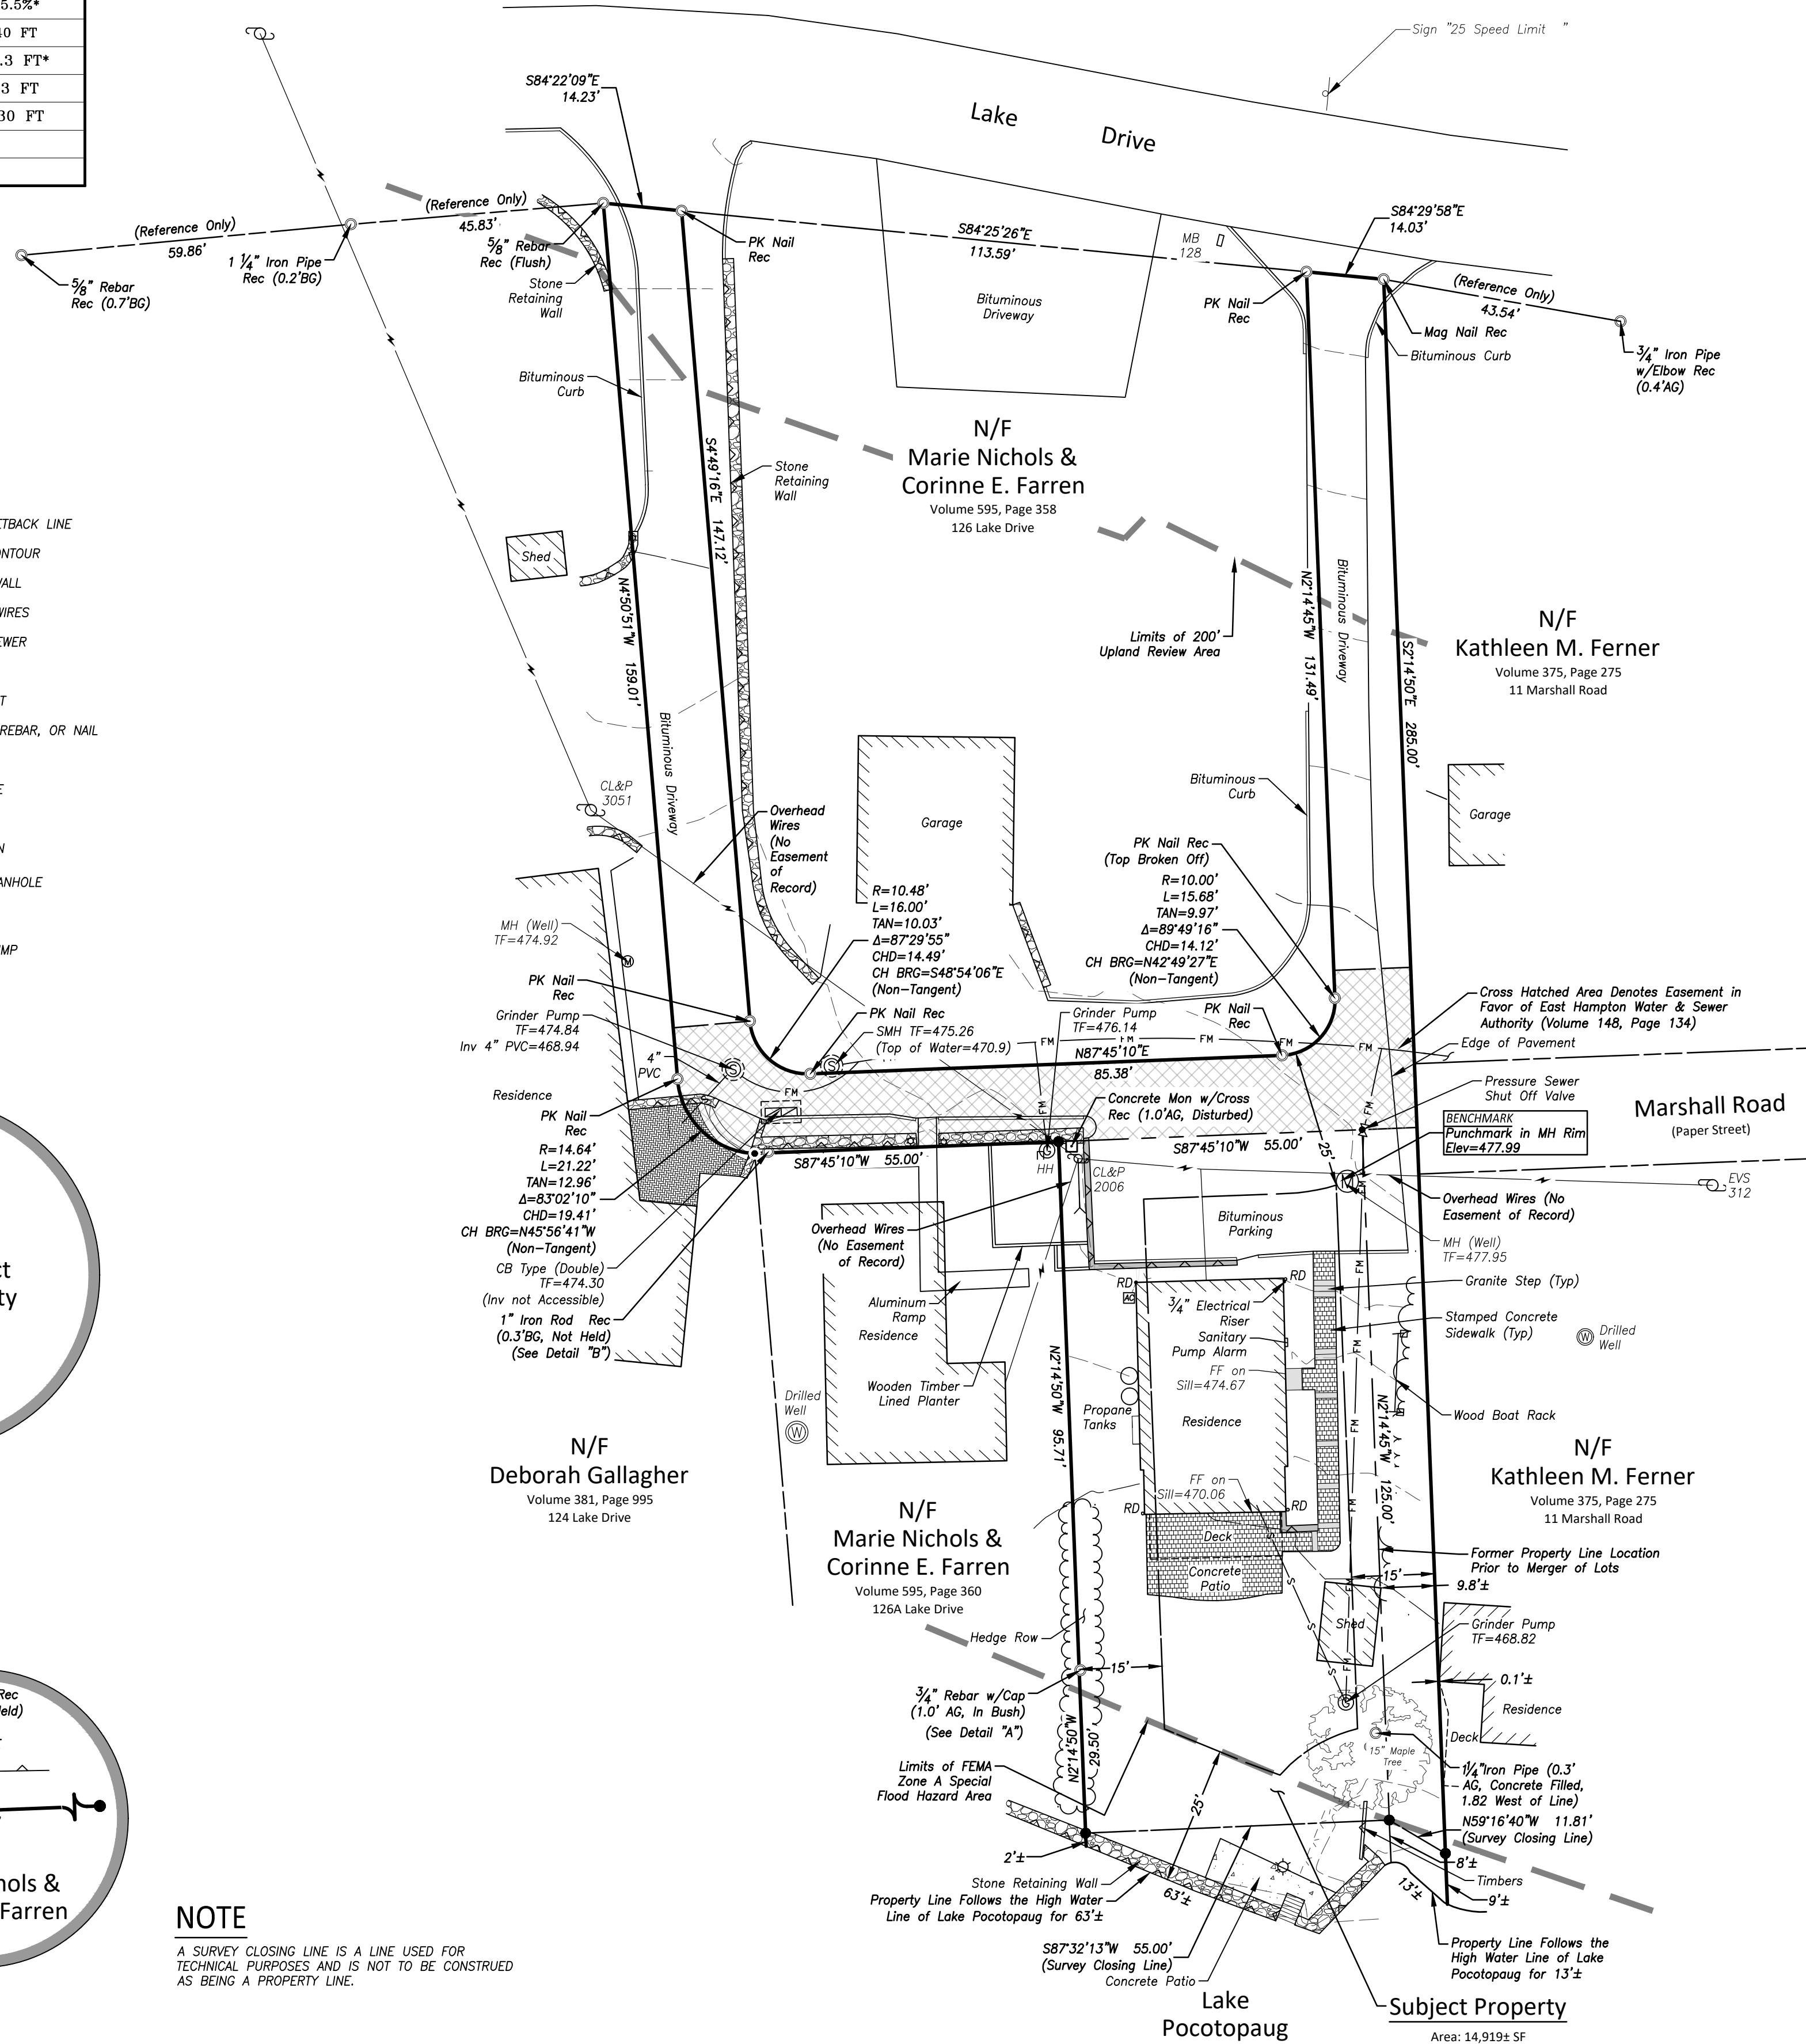 5.5%*
40 FT
.3 FT*
3 FT
30 FT
Sign "25 Speed Limit "
S84°22'09"E
14.23'
Lake Drive
(Reference Only)
59.86'
5/8" Rebar
Rec (0.7'BG)
1 1/4" Iron Pipe
Rec (0.2'BG)
(Reference Only)
45.83'
5/8" Rebar
Rec (Flush)
Stone
Retaining
Wall
PK Nail
Rec
S84°25'26"E
113.59'
MB
128
Bituminous
Driveway
S84°29'58"E
14.03'
PK Nail
Rec
(Reference Only)
43.54'
Mag Nail Rec
Bituminous Curb
3/4" Iron Pipe
w/Elbow Rec
(0.4'AG)
Bituminous
Curb
S4°49'16"E 147.12'
Stone
Retaining
Wall
N/F
Marie Nichols &
Corinne E. Farren
Volume 595, Page 358
126 Lake Drive
ETBACK LINE
ONTOUR
WALL
WIRES
EWER
T
REBAR, OR NAIL
E
N
ANHOLE
MP
Shed
N4°50'51"W 159.01'
Bituminous Driveway
Limits of 200'
Upland Review Area
N2°14'45"W 131.49'
Bituminous Driveway
S2°14'50"E 285.00'
N/F
Kathleen M. Ferner
Volume 375, Page 275
11 Marshall Road
CL&P
3051
Overhead
Wires
(No
Easement
of
Record)
Garage
Bituminous
Curb
Garage
MH (Well)
TF=474.92
R=10.48'
L=16.00'
TAN=10.03'
Δ=87°29'55"
CHD=14.49'
CH BRG=S48°54'06"E
(Non-Tangent)
PK Nail Rec
(Top Broken Off)
R=10.00'
L=15.68'
TAN=9.97'
Δ=89°49'16"
CHD=14.12'
CH BRG=N42°49'27"E
(Non-Tangent)
PK Nail
Rec
Grinder Pump
TF=474.84
Inv 4" PVC=468.94
4"
PVC
S
FM
PK Nail Rec
SMH TF=475.26
(Top of Water=470.9)
S
Grinder Pump
TF=476.14
FM FM FM FM FM
N87°45'10"E
85.38'
PK Nail
Rec
Cross Hatched Area Denotes Easement in
Favor of East Hampton Water & Sewer
Authority (Volume 148, Page 134)
Edge of Pavement
Pressure Sewer
Shut Off Valve
Marshall Road
(Paper Street)
BENCHMARK
Punchmark in MH Rim
Elev=477.99
Residence
PK Nail
Rec
R=14.64'
L=21.22'
TAN=12.96'
Δ=83°02'10"
CHD=19.41'
CH BRG=N45°56'41"W
(Non-Tangent)
CB Type (Double)
TF=474.30
(Inv not Accessible)
1" Iron Rod Rec
(0.3'BG, Not Held)
(See Detail "B")
FM
Concrete Mon w/Cross
Rec (1.0'AG, Disturbed)
S87°45'10"W 55.00'
HH
CL&P
2006
S87°45'10"W 55.00'
25'
FM
EVS
312
Overhead Wires (No
Easement of Record)
Overhead Wires
(No Easement
of Record)
Bituminous
Parking
MH (Well)
TF=477.95
Granite Step (Typ)
Stamped Concrete
Sidewalk (Typ)
Drilled
Well
W
Aluminum
Ramp
Residence
Wooden Timber
Lined Planter
Drilled
Well
W
RD
AC
RD
3/4" Electrical
Riser
Sanitary
Pump Alarm
FF on
Sill=474.67
Residence
Propane
Tanks
FF on
Sill=470.06
RD
RD
FM
FM
FM
FM
N2°14'50"W 95.71'
N2°14'45"W 125.00'
Wood Boat Rack
N/F
Deborah Gallagher
Volume 381, Page 995
124 Lake Drive
N/F
Marie Nichols &
Corinne E. Farren
Volume 595, Page 360
126A Lake Drive
N/F
Kathleen M. Ferner
Volume 375, Page 275
11 Marshall Road
Deck
Concrete
Patio
S
S
S
S
Former Property Line Location
Prior to Merger of Lots
15'
9.8'±
Shed
FM
FM
Grinder Pump
TF=468.82
Hedge Row
15'
3/4" Rebar w/Cap
(1.0' AG, In Bush)
(See Detail "A")
N2°14'50"W
29.50'
0.1'±
Residence
Deck
15" Maple
Tree
1 1/4"Iron Pipe (0.3'
AG, Concrete Filled,
1.82 West of Line)
Limits of FEMA
Zone A Special
Flood Hazard Area
25'
N59°16'40"W 11.81'
(Survey Closing Line)
8'±
Timbers
9'±
13'±
2'±
Stone Retaining Wall
63'±
Property Line Follows the High Water
Line of Lake Pocotopaug for 63'±
S87°32'13"W 55.00'
(Survey Closing Line)
Concrete Patio
Property Line Follows the
High Water Line of Lake
Pocotopaug for 13'±
Lake
Pocotopaug
Subject Property
Area: 14,919± SF
ct
ty
Rec
eld)
hols &
Farren
NOTE
A SURVEY CLOSING LINE IS A LINE USED FOR
TECHNICAL PURPOSES AND IS NOT TO BE CONSTRUED
AS BEING A PROPERTY LINE.